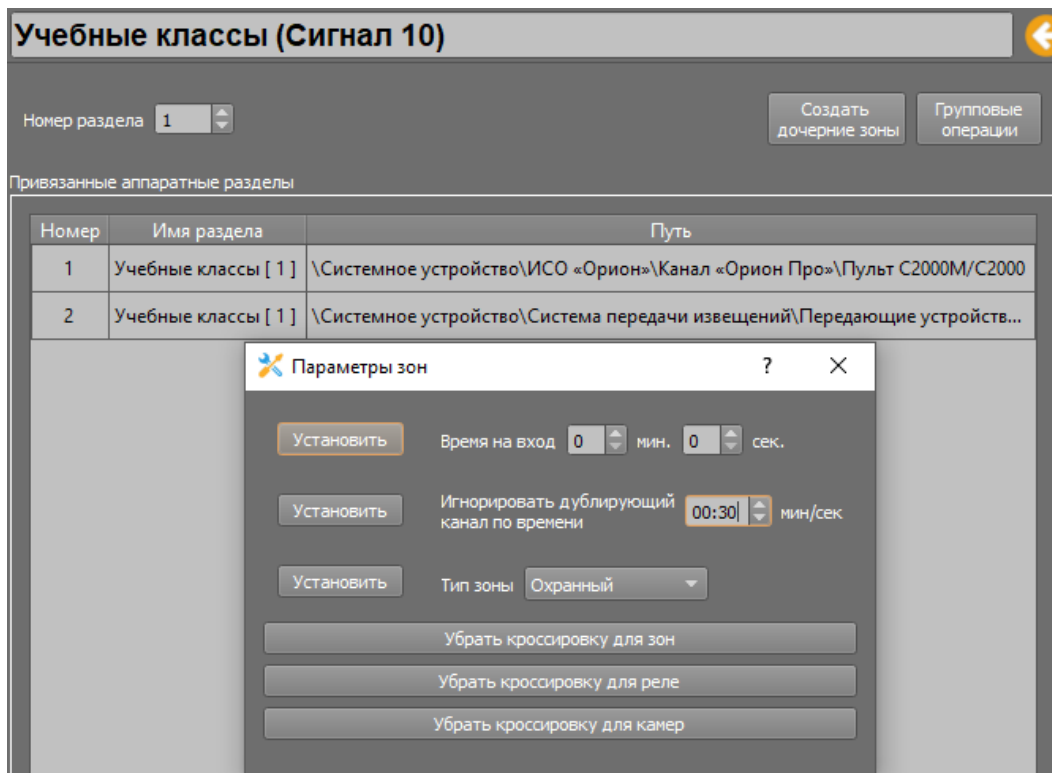 Учебные классы (Сигнал 10)
Номер раздела 1
Создать
дочерние зоны
Групповые
операции
Привязанные аппаратные разделы
Номер Имя раздела Путь
1 Учебные классы [ 1 ] \Системное устройство\ИСО «Орион»\Канал «Орион Про»\Пульт С2000М/С2000
2 Учебные классы [ 1 ] \Системное устройство\Система передачи извещений\Передающие устройств...
Параметры зон ?
Установить Время на вход 0 мин. 0 сек.
Установить Игнорировать дублирующий
канал по времени 00:30 мин/сек
Установить Тип зоны Охранный
Убрать кроссировку для зон
Убрать кроссировку для реле
Убрать кроссировку для камер